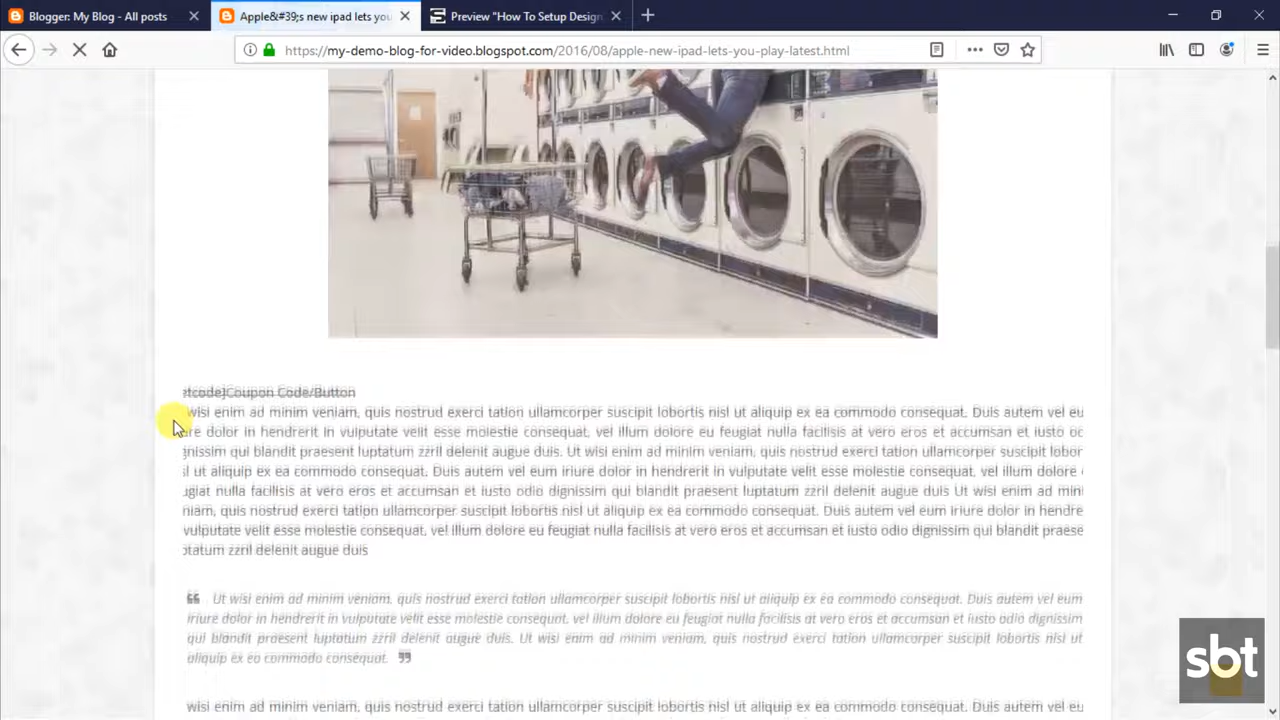 Blogger: My Blog - All posts
Apple&#39;s new ipad lets you
Preview "How To Setup Design
https://my-demo-blog-for-video.blogspot.com/2016/08/apple-new-ipad-lets-you-play-latest.html
etcode]Coupon Code/Button
wisi enim ad minim veniam, quis nostrud exerci tation ullamcorper suscipit lobortis nisl ut aliquip ex ea commodo consequat. Duis autem vel eu
ure dolor in hendrerit in vulputate velit esse molestie consequat, vel illum dolore eu feugiat nulla facilisis at vero eros et accumsan et iusto oc
gnissim qui blandit praesent luptatum zzril delenit augue duis. Ut wisi enim ad minim veniam, quis nostrud exerci tation ullamcorper suscipit lobor
sl ut aliquip ex ea commodo consequat. Duis autem vel eum iriure dolor in hendrerit in vulputate velit esse molestie consequat, vel illum dolore
ugiat nulla facilisis at vero eros et accumsan et iusto odio dignissim qui blandit praesent luptatum zzril delenit augue duis Ut wisi enim ad mini
niam, quis nostrud exerci tation ullamcorper suscipit lobortis nisl ut aliquip ex ea commodo consequat. Duis autem vel eum iriure dolor in hendre
vulputate velit esse molestie consequat, vel illum dolore eu feugiat nulla facilisis at vero eros et accumsan et iusto odio dignissim qui blandit praese
ptatum zzril delenit augue duis
❝ Ut wisi enim ad minim veniam, quis nostrud exerci tation ullamcorper suscipit lobortis nisl ut aliquip ex ea commodo consequat. Duis autem vel eum
iriure dolor in hendrerit in vulputate velit esse molestie consequat, vel illum dolore eu feugiat nulla facilisis at vero eros et accumsan et iusto odio dignissim
qui blandit praesent luptatum zzril delenit augue duis. Ut wisi enim ad minim veniam, quis nostrud exerci tation ullamcorper suscipit lobortis nisl ut
aliquip ex ea commodo consequat. ❞
wisi enim ad minim veniam, quis nostrud exerci tation ullamcorper suscipit lobortis nisl ut aliquip ex ea commodo consequat. Duis autem vel eu
sbt